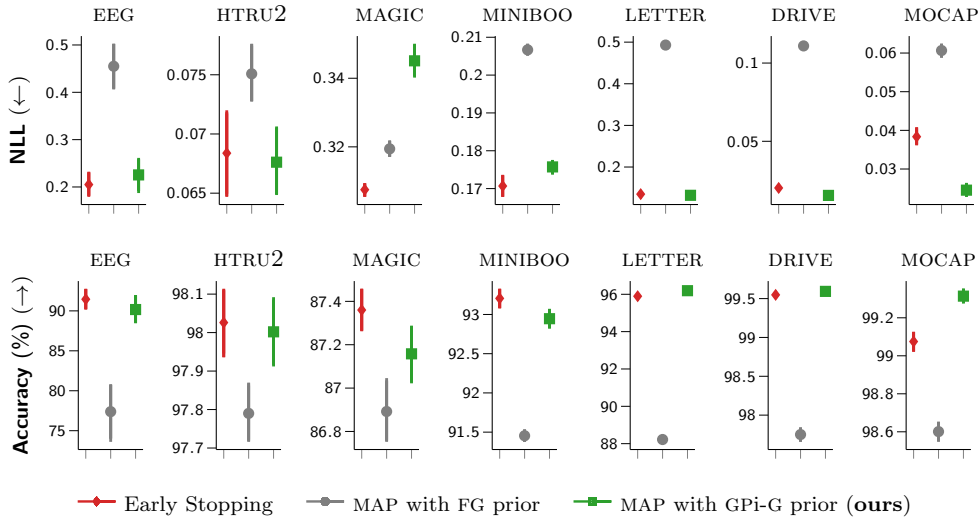 EEG HTRU2 MAGIC MINIBOO LETTER DRIVE MOCAP
NLL (←)
0.5 0.4 0.3 0.2
0.075 0.07 0.065
0.34 0.32
0.21 0.2 0.19 0.18 0.17
0.5 0.4 0.3 0.2
0.1 0.05
0.06 0.05 0.04 0.03
EEG HTRU2 MAGIC MINIBOO LETTER DRIVE MOCAP
Accuracy (%) (→)
90 85 80 75
98.1 98 97.9 97.8 97.7
87.4 87.2 87 86.8
93 92.5 92 91.5
96 94 92 90 88
99.5 99 98.5 98
99.2 99 98.8 98.6
Early Stopping MAP with FG prior MAP with GPi-G prior (ours)